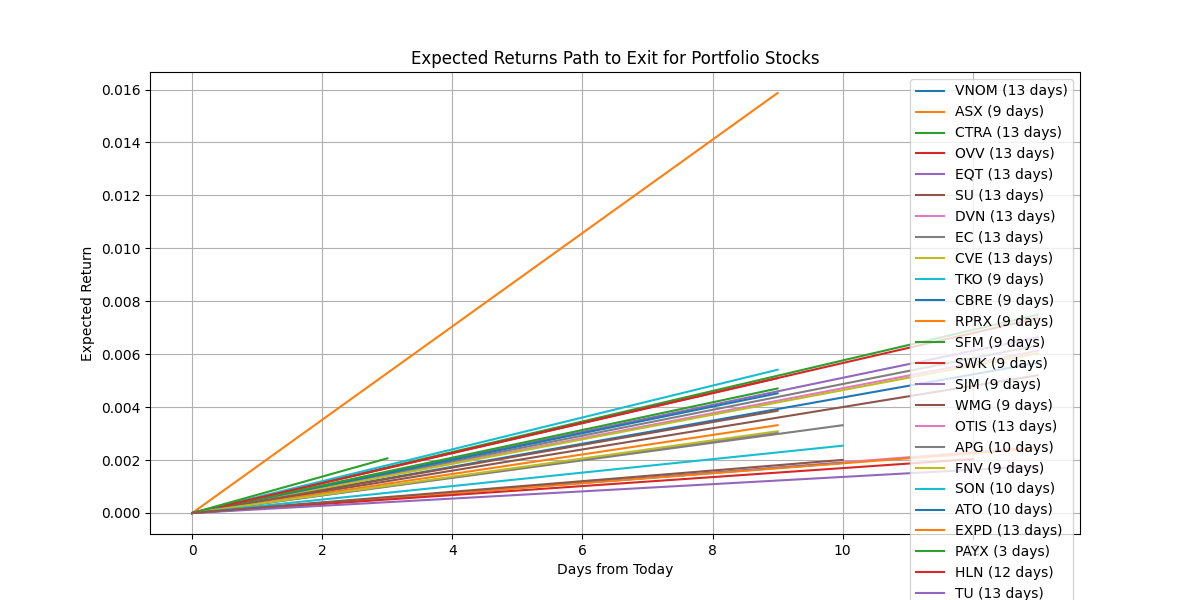 Expected Returns Path to Exit for Portfolio Stocks
Expected Return
0.016
0.014
0.012
0.010
0.008
0.006
0.004
0.002
0.000
0
2
4
6
8
10
Days from Today
VNOM (13 days)
ASX (9 days)
CTRA (13 days)
OVV (13 days)
EQT (13 days)
SU (13 days)
DVN (13 days)
EC (13 days)
CVE (13 days)
TKO (9 days)
CBRE (9 days)
RPRX (9 days)
SFM (9 days)
SWK (9 days)
SJM (9 days)
WMG (9 days)
OTIS (13 days)
APG (10 days)
FNV (9 days)
SON (10 days)
ATO (10 days)
EXPD (13 days)
PAYX (3 days)
HLN (12 days)
TU (13 days)